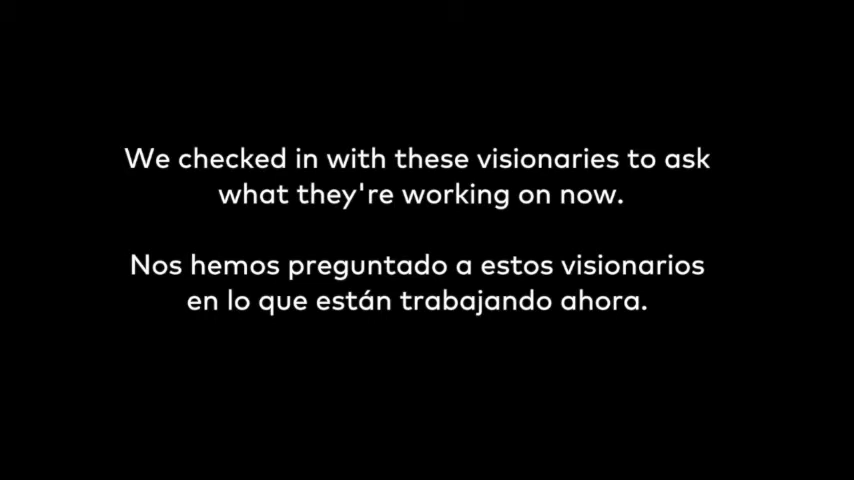 We checked in with these visionaries to ask
what they're working on now.
Nos hemos preguntado a estos visionarios
en lo que están trabajando ahora.